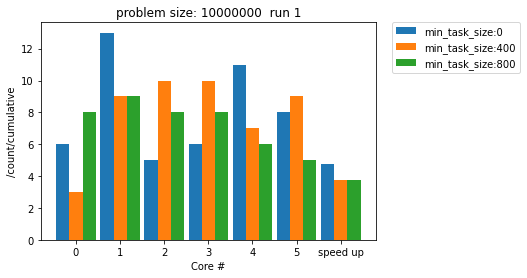 problem size: 10000000  run 1
min_task_size:0
min_task_size:400
min_task_size:800
/count/cumulative
12
10
8
6
4
2
0
0 1 2 3 4 5 speed up
Core #